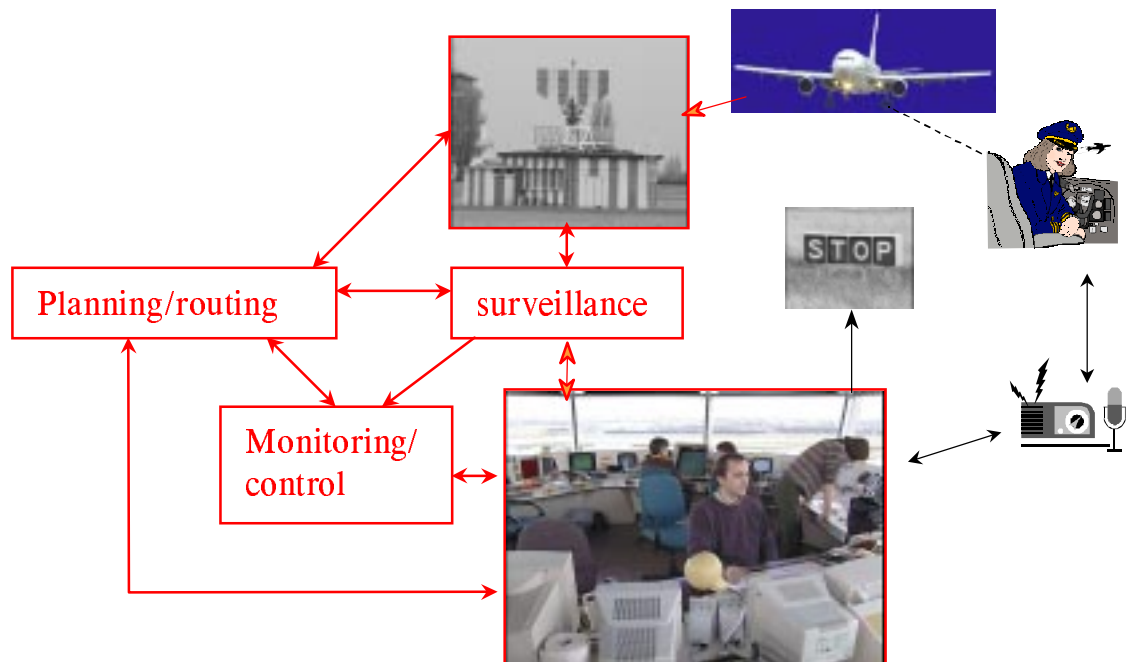 STOP
Planning/routing
surveillance
Monitoring/
control